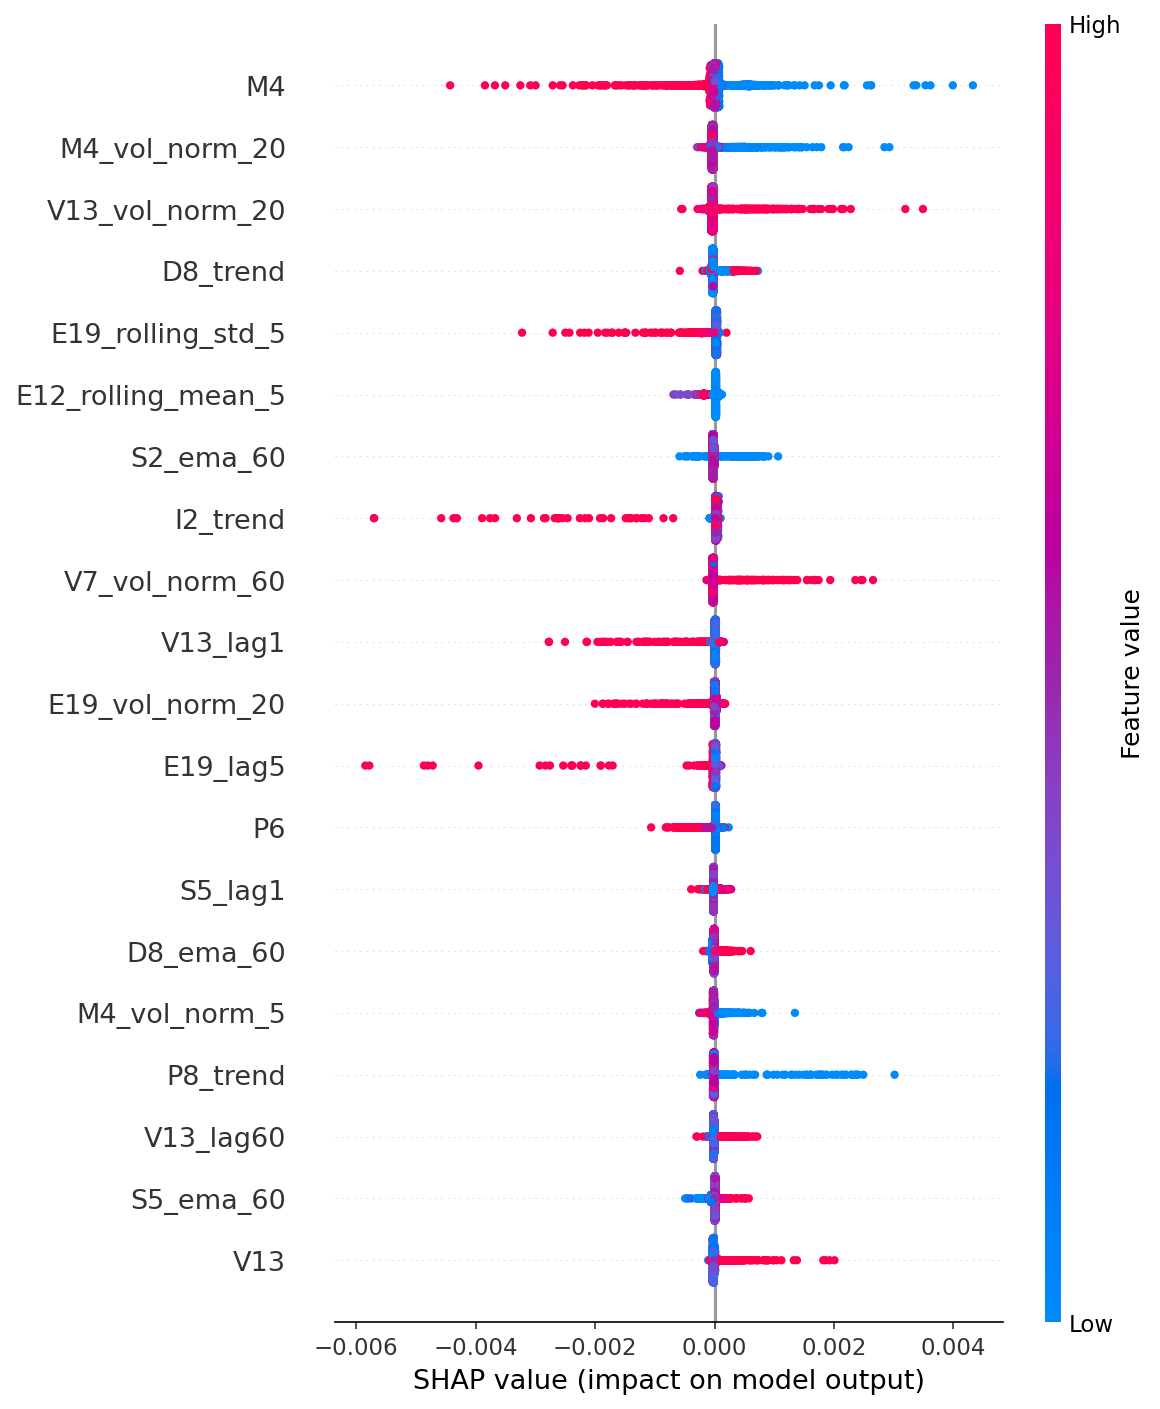 High
M4
M4_vol_norm_20
V13_vol_norm_20
D8_trend
E19_rolling_std_5
E12_rolling_mean_5
S2_ema_60
I2_trend
V7_vol_norm_60
V13_lag1
E19_vol_norm_20
E19_lag5
P6
S5_lag1
D8_ema_60
M4_vol_norm_5
P8_trend
V13_lag60
S5_ema_60
V13
Feature value
Low
−0.006 −0.004 −0.002 0.000 0.002 0.004
SHAP value (impact on model output)